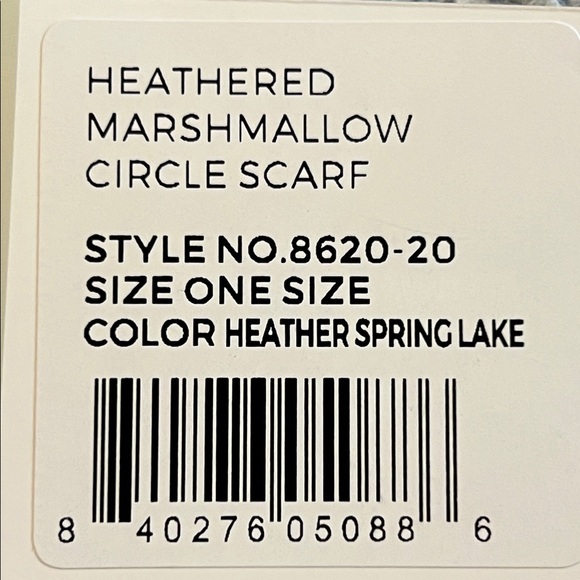 HEATHERED
MARSHMALLOW
CIRCLE SCARF
STYLE NO.8620-20
SIZE ONE SIZE
COLOR HEATHER SPRING LAKE
8 40276 05088 6